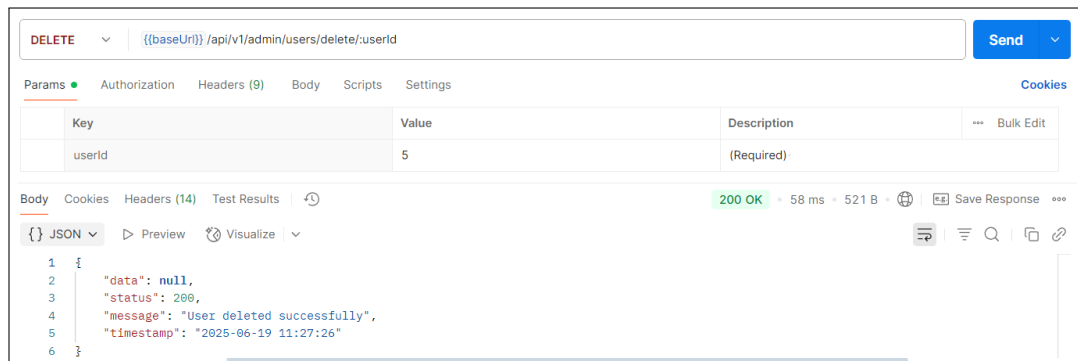 DELETE {{baseUrl}} /api/v1/admin/users/delete/:userId Send
Params Authorization Headers (9) Body Scripts Settings Cookies
Key Value Description Bulk Edit
userId 5 (Required)
Body Cookies Headers (14) Test Results 200 OK 58 ms 521 B e.g. Save Response
{} JSON Preview Visualize
1 {
2 "data": null,
3 "status": 200,
4 "message": "User deleted successfully",
5 "timestamp": "2025-06-19 11:27:26"
6 }